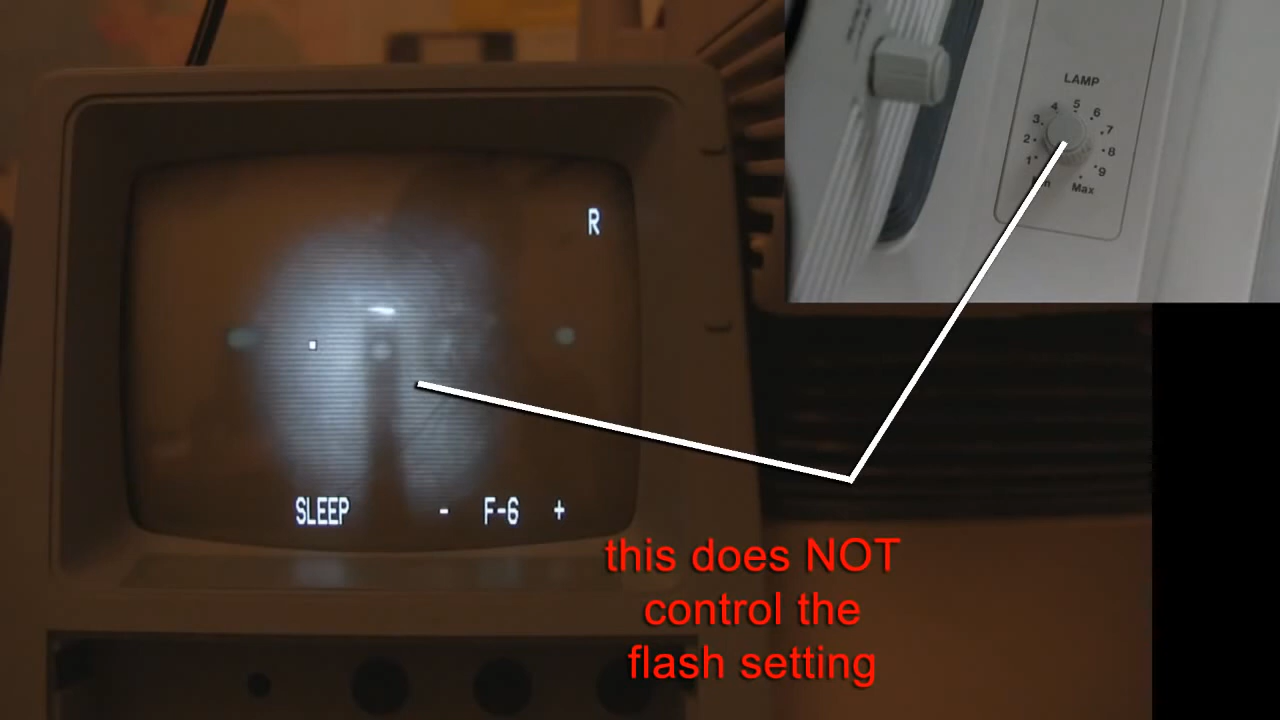 R
SLEEP - F-6 +
LAMP
1 2 3 4 5 6 7 8 9
Max
this does NOT
control the
flash setting